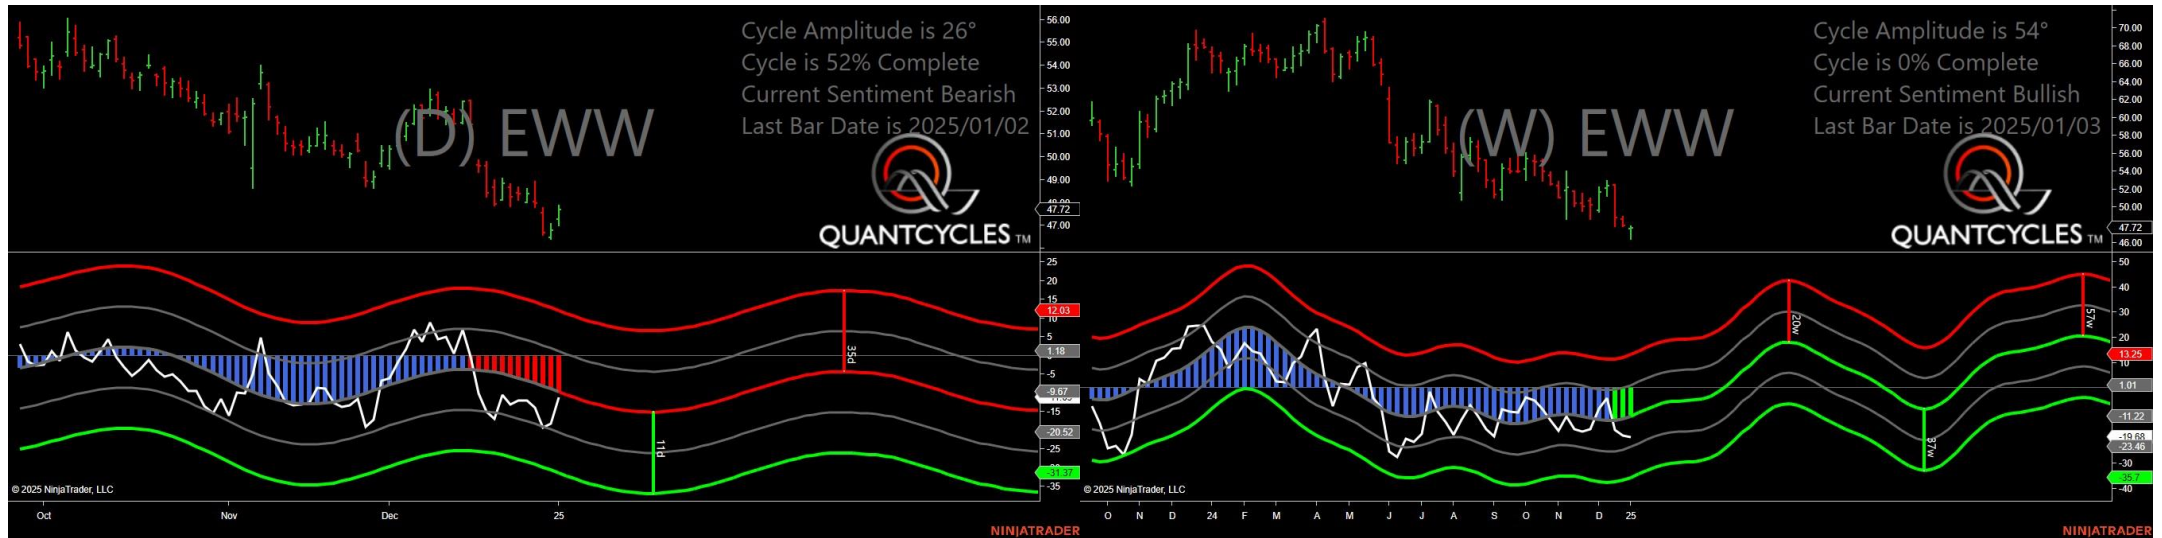 Cycle Amplitude is 26°
Cycle is 52% Complete
Current Sentiment Bearish
Last Bar Date is 2025/01/02
(D) EWW
QUANTCYCLES TM
56.00
55.00
54.00
53.00
52.00
51.00
50.00
49.00
47.72
47.00
25
20
15
12.03
10
5
1.18
-5
-9.67
-15
-20.52
-25
-31.37
-35
35d
11d
© 2025 NinjaTrader, LLC
Oct
Nov
Dec
25
NINJATRADER
Cycle Amplitude is 54°
Cycle is 0% Complete
Current Sentiment Bullish
Last Bar Date is 2025/01/03
(W) EWW
QUANTCYCLES TM
70.00
68.00
66.00
64.00
62.00
60.00
58.00
56.00
54.00
52.00
50.00
47.72
46.00
50
40
30
20
13.25
10
1.01
-11.22
-19.68
-23.46
-30
-35.7
-40
20w
37w
57w
© 2025 NinjaTrader, LLC
O N D 24 F M A M J J A S O N D 25
NINJATRADER